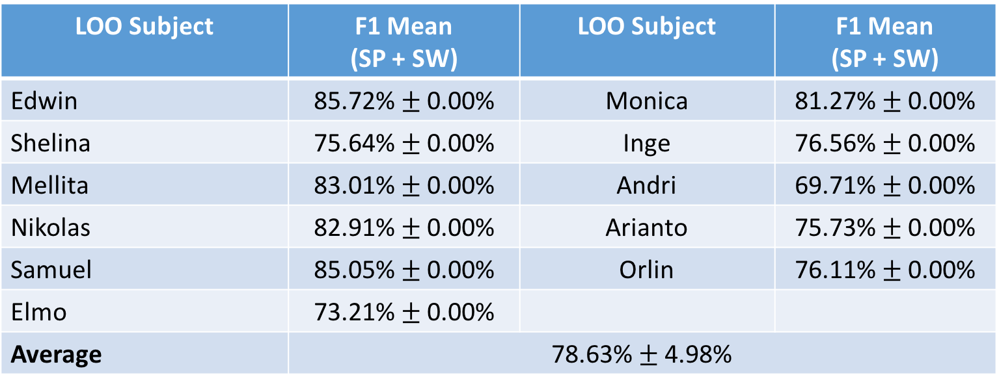 LOO Subject F1 Mean (SP + SW) LOO Subject F1 Mean (SP + SW)
Edwin 85.72% ± 0.00% Monica 81.27% ± 0.00%
Shelina 75.64% ± 0.00% Inge 76.56% ± 0.00%
Mellita 83.01% ± 0.00% Andri 69.71% ± 0.00%
Nikolas 82.91% ± 0.00% Arianto 75.73% ± 0.00%
Samuel 85.05% ± 0.00% Orlin 76.11% ± 0.00%
Elmo 73.21% ± 0.00%
Average 78.63% ± 4.98%